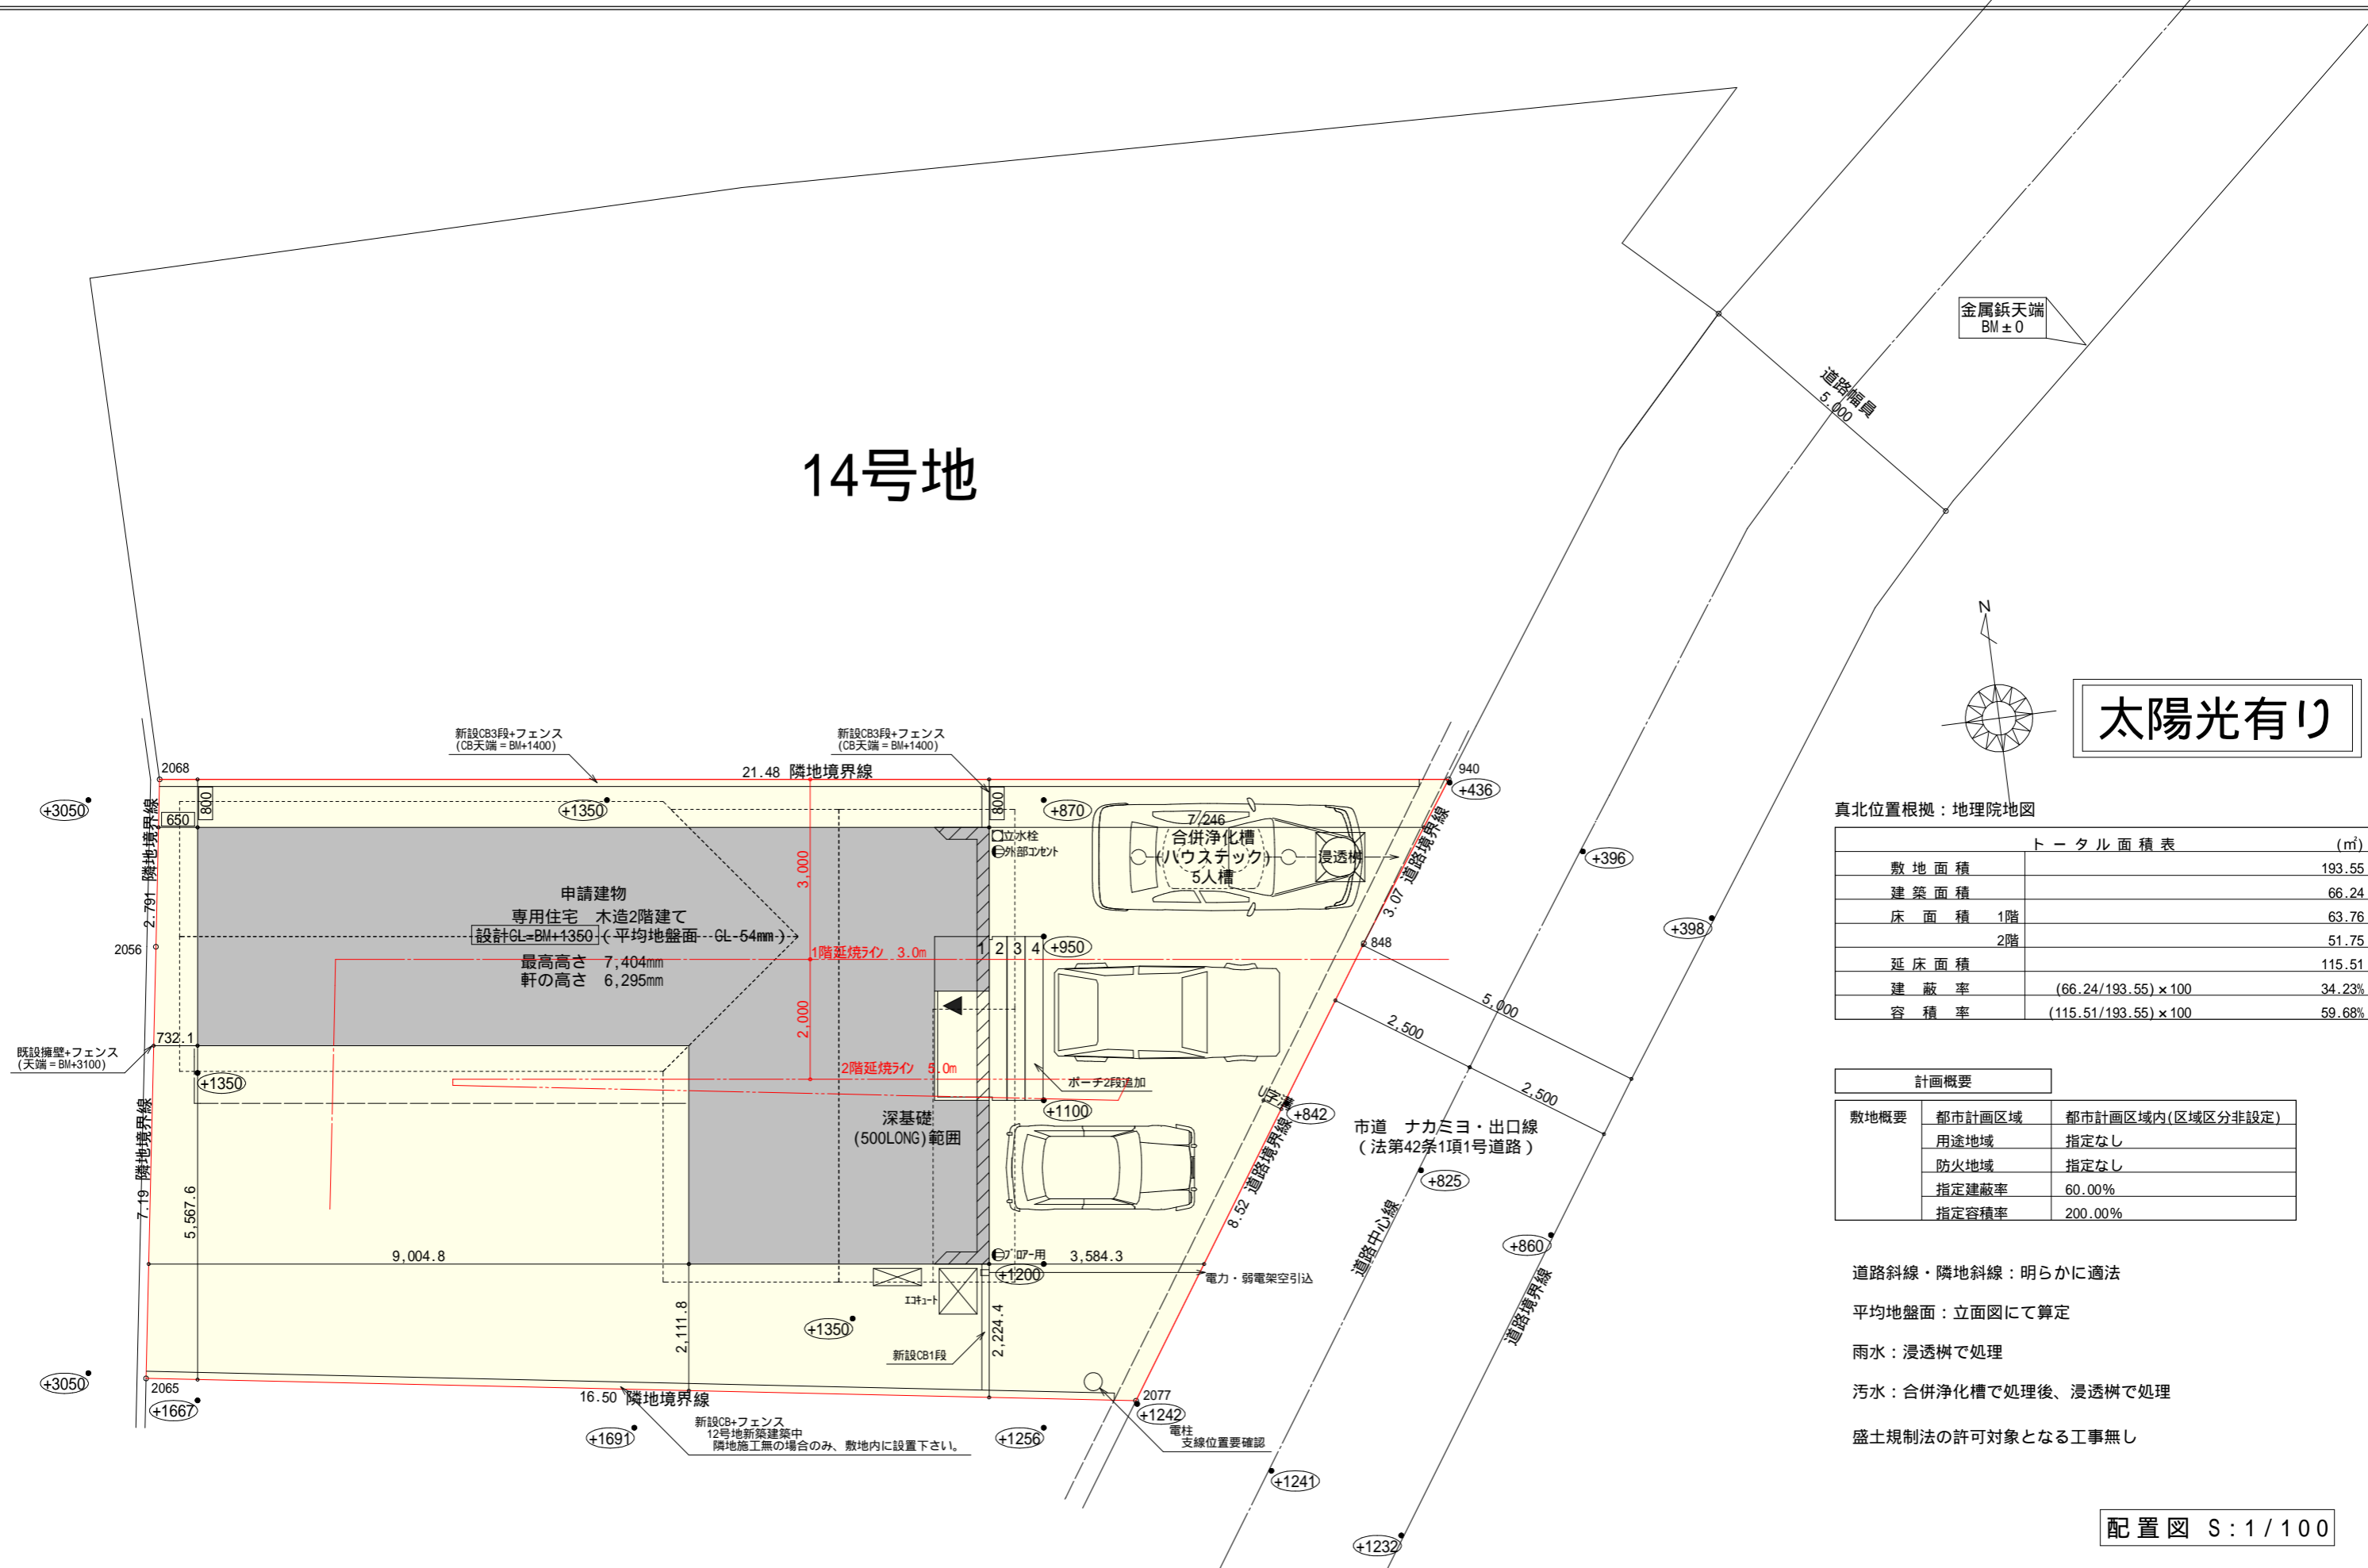 14号地
金属鋲天端
BM±0
道路幅員
5,000
N
太陽光有り
新設CB3段+フェンス
(CB天端=BM+1400)
新設CB3段+フェンス
(CB天端=BM+1400)
2068
21.48 隣地境界線
940
+436
+3050
800
+1350
800
+870
650
2.791 隣地境界線
立水栓
外部コンセント
7,246
合併浄化槽
(ハウステック)
5人槽
浸透桝
3.07 道路境界線
+396
+398
3,000
申請建物
専用住宅 木造2階建て
設計GL=BM+1350 (平均地盤面 GL-54mm)
最高高さ 7,404mm
軒の高さ 6,295mm
2056
1階延焼ライン 3.0m
1 2 3 4
+950
848
5,000
2,500
2,500
2,000
732.1
既設擁壁+フェンス
(天端=BM+3100)
+1350
2階延焼ライン 5.0m
ポーチ2段追加
+1100
深基礎
(500LONG)範囲
+842
市道 ナカミヨ・出口線
(法第42条1項1号道路)
+825
7.19 隣地境界線
5,567.6
8.52 道路境界線
道路中心線
+860
道路境界線
9,004.8
ブロアー用
3,584.3
+1200
電力・弱電架空引込
エコキュート
2,111.8
+1350
2,224.4
新設CB1段
+3050
2065
+1667
16.50 隣地境界線
新設CB+フェンス
12号地新築建築中
隣地施工無の場合のみ、敷地内に設置下さい。
+1691
+1256
2077
+1242
電柱
支線位置要確認
+1241
+1232
真北位置根拠：地理院地図
トータル面積表 (㎡)
敷地面積 193.55
建築面積 66.24
床面積 1階 63.76
2階 51.75
延床面積 115.51
建蔽率 (66.24/193.55)×100 34.23%
容積率 (115.51/193.55)×100 59.68%
計画概要
敷地概要 都市計画区域 都市計画区域内(区域区分非設定)
用途地域 指定なし
防火地域 指定なし
指定建蔽率 60.00%
指定容積率 200.00%
道路斜線・隣地斜線：明らかに適法
平均地盤面：立面図にて算定
雨水：浸透桝で処理
汚水：合併浄化槽で処理後、浸透桝で処理
盛土規制法の許可対象となる工事無し
配置図 S:1/100